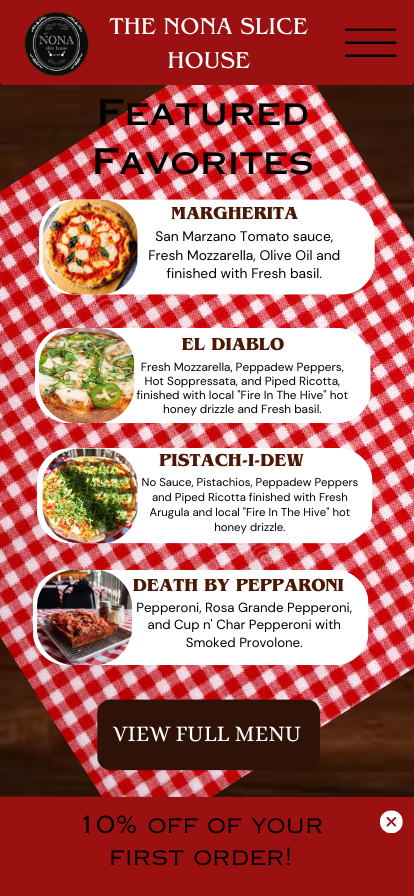 THE NONA SLICE
HOUSE
NONA
slice house
FEATURED
FAVORITES
MARGHERITA
San Marzano Tomato sauce,
Fresh Mozzarella, Olive Oil and
finished with Fresh basil.
EL DIABLO
Fresh Mozzarella, Peppadew Peppers,
Hot Soppressata, and Piped Ricotta,
finished with local "Fire In The Hive" hot
honey drizzle and Fresh basil.
PISTACH-I-DEW
No Sauce, Pistachios, Peppadew Peppers
and Piped Ricotta finished with Fresh
Arugula and local "Fire In The Hive" hot
honey drizzle.
DEATH BY PEPPARONI
Pepperoni, Rosa Grande Pepperoni,
and Cup n' Char Pepperoni with
Smoked Provolone.
VIEW FULL MENU
10% OFF OF YOUR
FIRST ORDER!